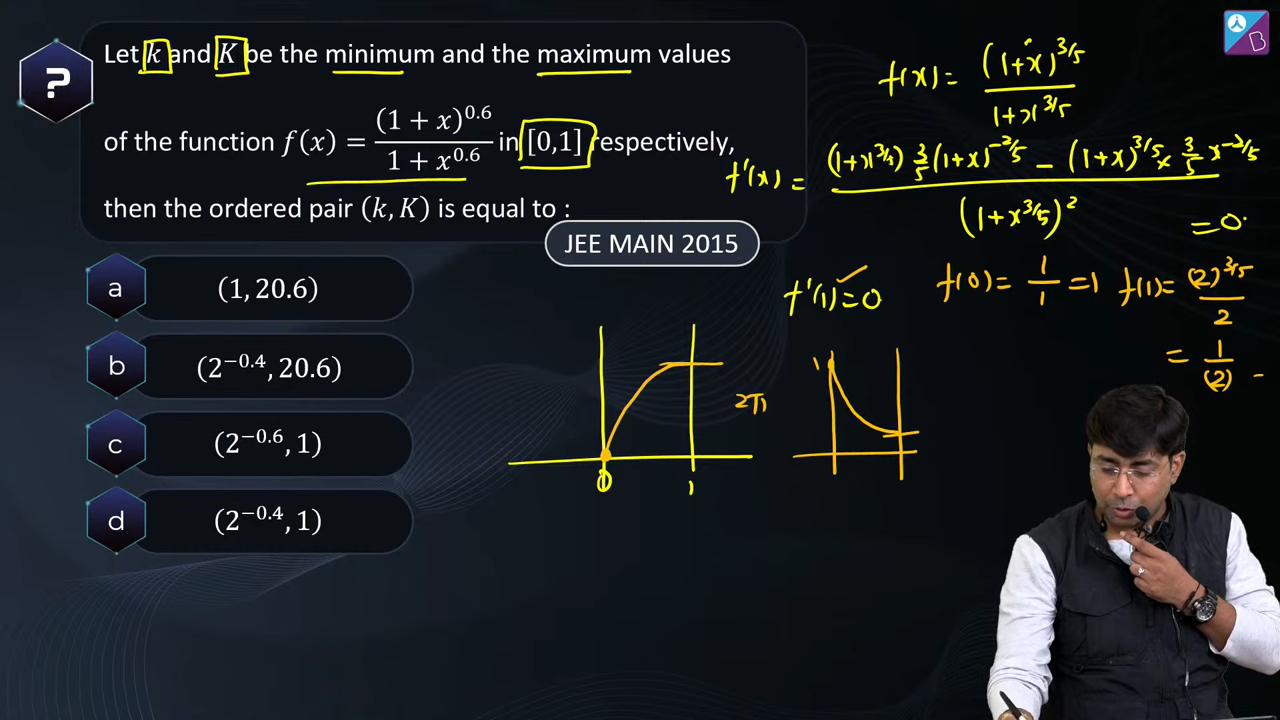 Let k and K be the minimum and the maximum values
of the function f(x) = (1 + x)^0.6 / 1 + x^0.6 in [0,1] respectively,
then the ordered pair (k, K) is equal to :
?
JEE MAIN 2015
a (1, 20.6)
b (2^−0.4, 20.6)
c (2^−0.6, 1)
d (2^−0.4, 1)
f(x) = (1+x)^3/5 / 1+x^3/5
f'(x) = (1+x^3/5) 3/5 (1+x)^-2/5 - (1+x)^3/5 × 3/5 x^-2/5 / (1+x^3/5)^2
= 0
f'(1) = 0
f(0) = 1/1 = 1 f(1) = (2)^3/5 / 2
= 1/(2)
0 1
1
B